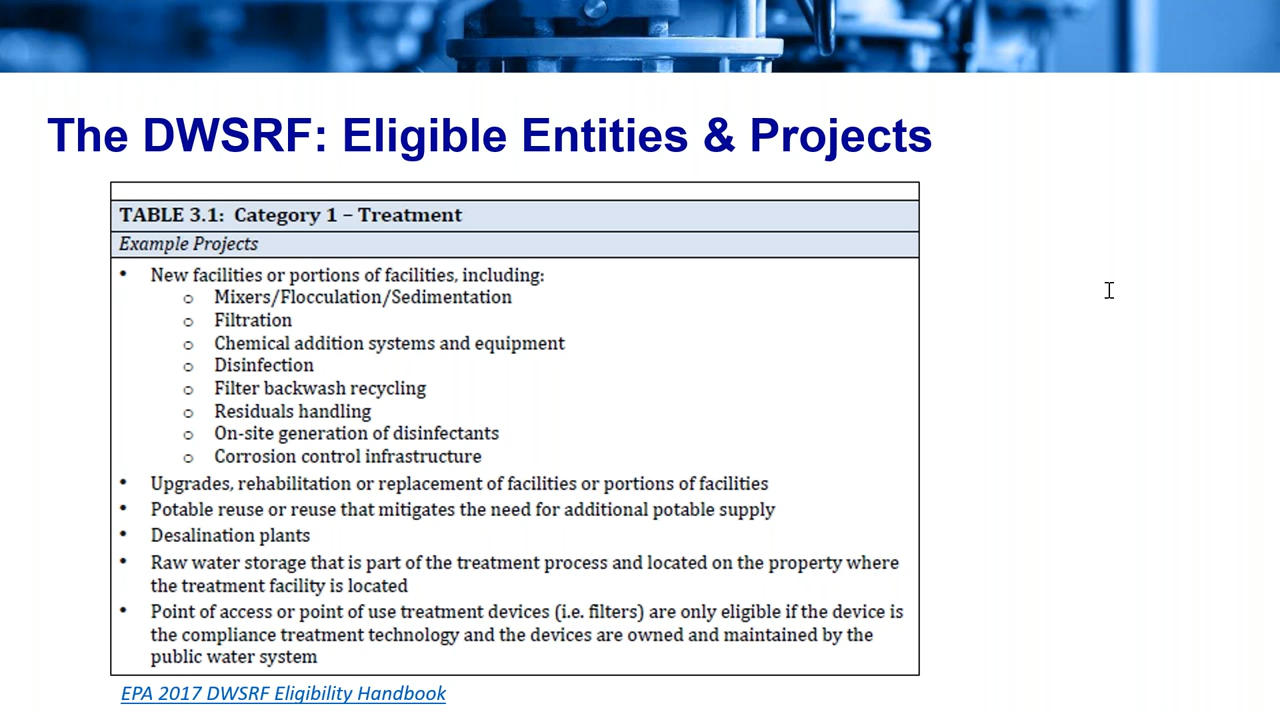 The DWSRF: Eligible Entities & Projects
TABLE 3.1:  Category 1 – Treatment
Example Projects
• New facilities or portions of facilities, including:
o Mixers/Flocculation/Sedimentation
o Filtration
o Chemical addition systems and equipment
o Disinfection
o Filter backwash recycling
o Residuals handling
o On-site generation of disinfectants
o Corrosion control infrastructure
• Upgrades, rehabilitation or replacement of facilities or portions of facilities
• Potable reuse or reuse that mitigates the need for additional potable supply
• Desalination plants
• Raw water storage that is part of the treatment process and located on the property where
the treatment facility is located
• Point of access or point of use treatment devices (i.e. filters) are only eligible if the device is
the compliance treatment technology and the devices are owned and maintained by the
public water system
EPA 2017 DWSRF Eligibility Handbook